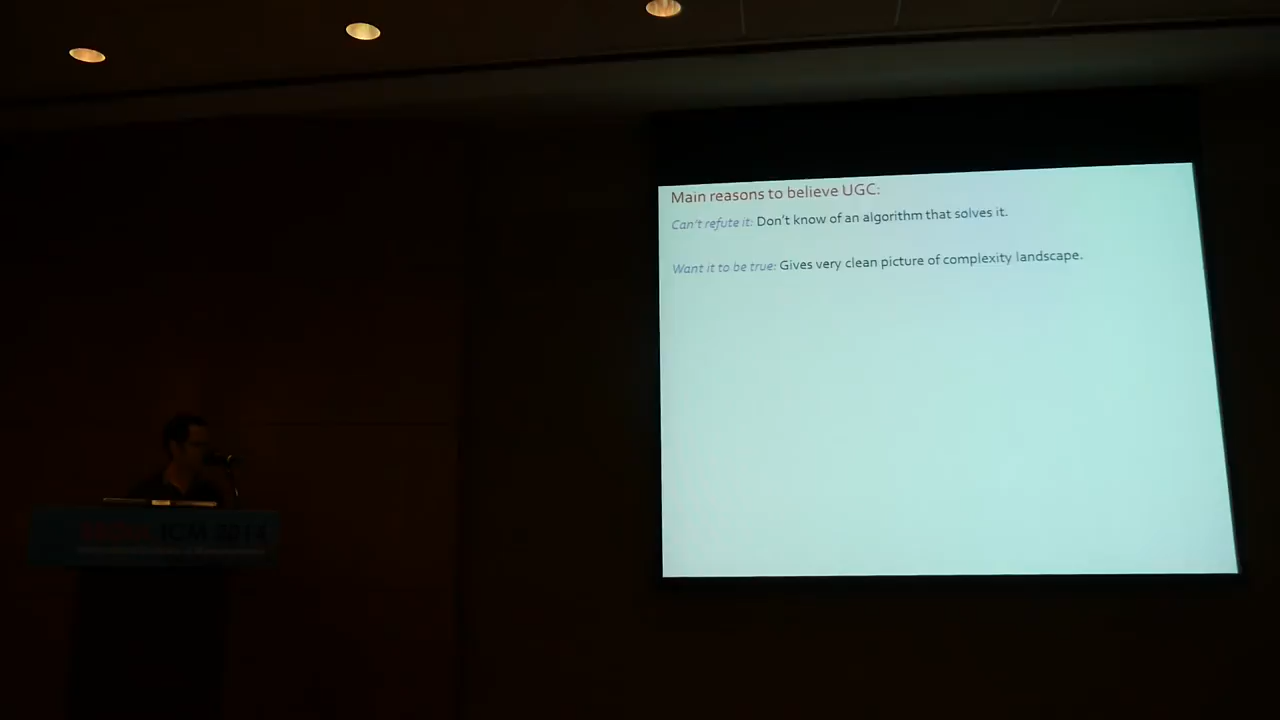 Main reasons to believe UGC:
Can't refute it: Don't know of an algorithm that solves it.
Want it to be true: Gives very clean picture of complexity landscape.
ICM 2014